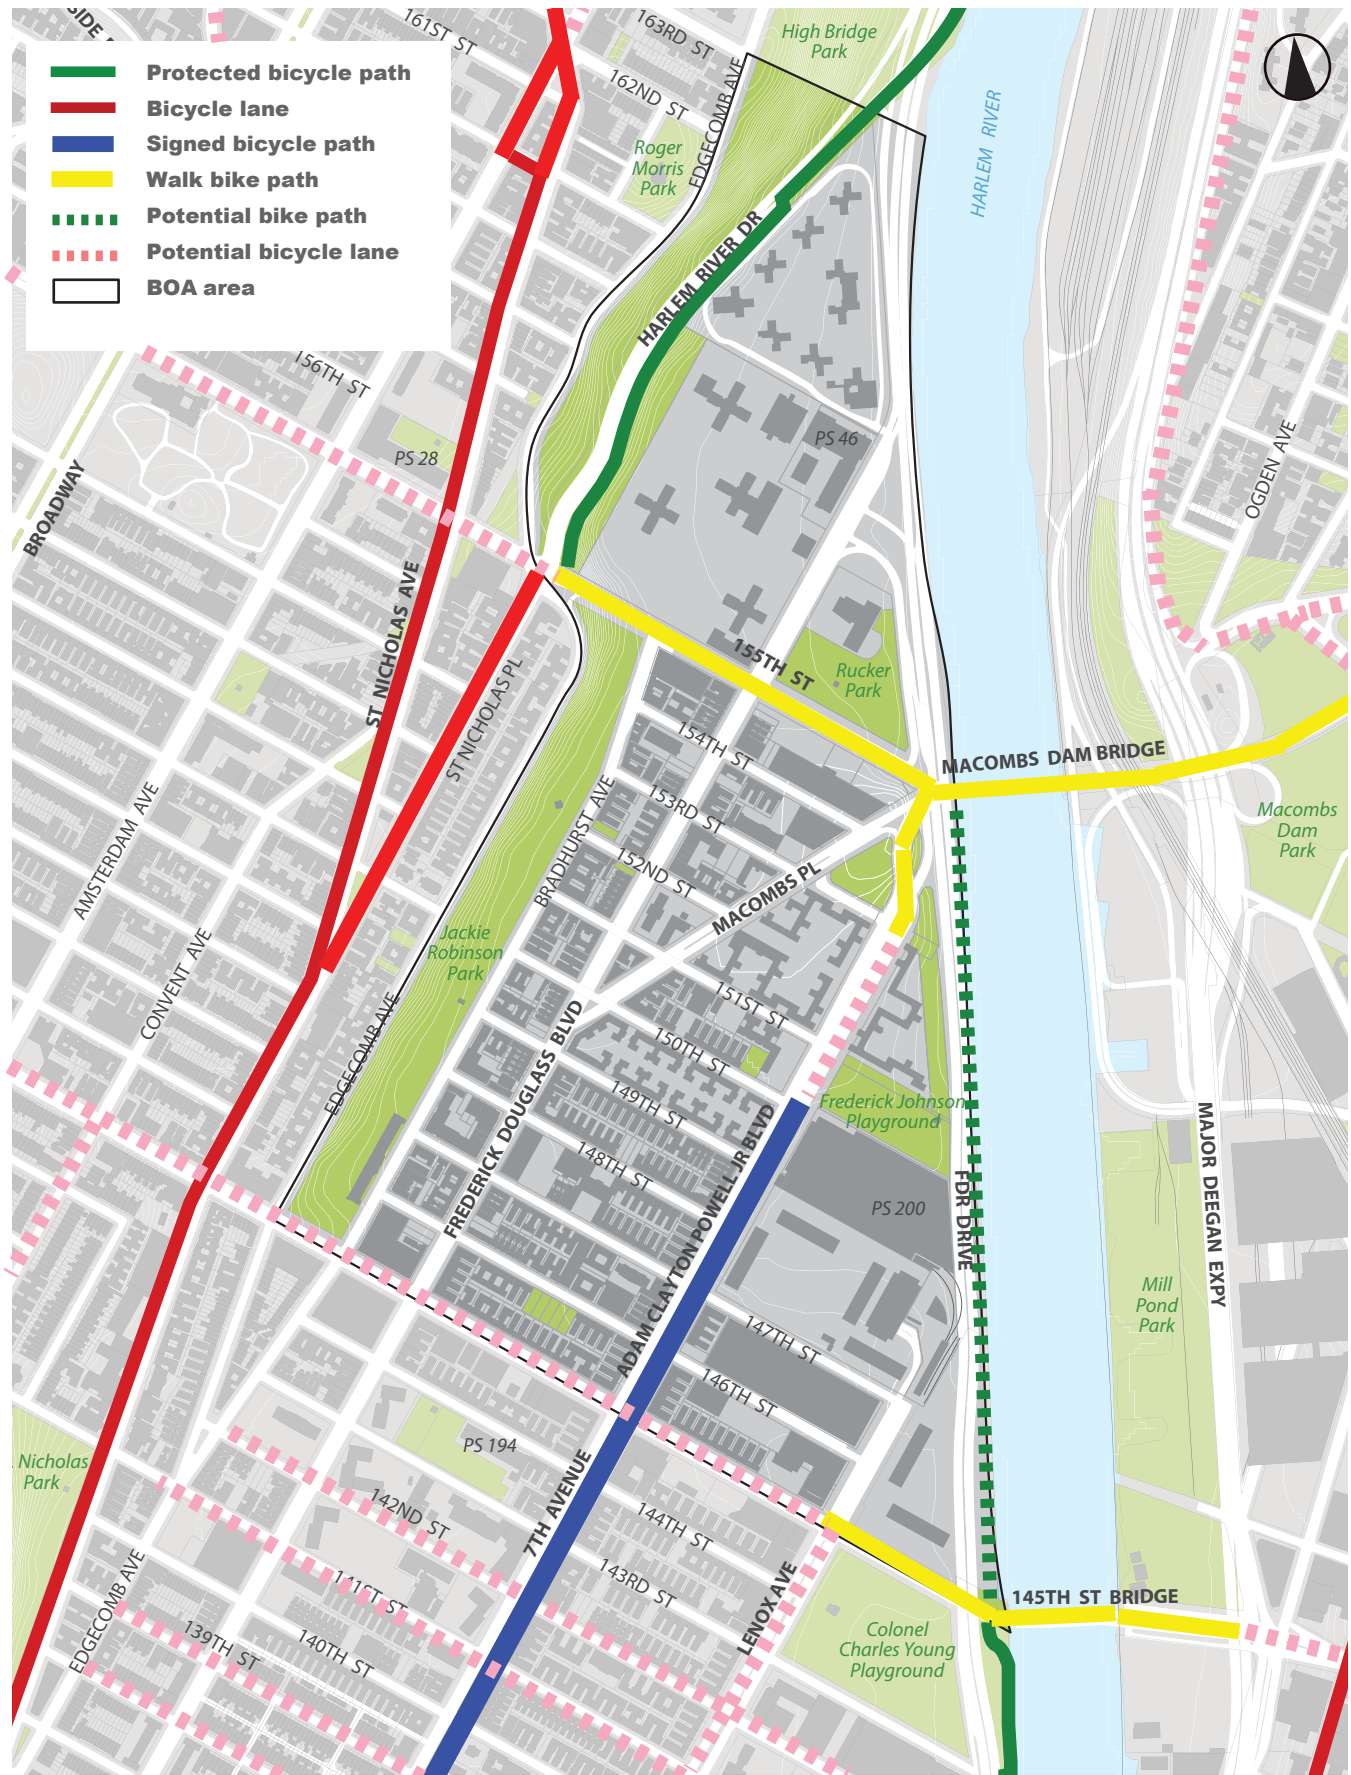 SIDE
161ST ST
163RD ST
High Bridge
Park
162ND ST
EDGECOMB AVE
Protected bicycle path
Bicycle lane
Signed bicycle path
Walk bike path
Potential bike path
Potential bicycle lane
BOA area
Roger
Morris
Park
HARLEM RIVER
HARLEM RIVER DR
156TH ST
PS 28
PS 46
OGDEN AVE
BROADWAY
ST NICHOLAS AVE
155TH ST
Rucker
Park
ST NICHOLAS PL
154TH ST
MACOMBS DAM BRIDGE
153RD ST
BRADHURST AVE
Macombs
Dam
Park
AMSTERDAM AVE
152ND ST
MACOMBS PL
Jackie
Robinson
Park
CONVENT AVE
151ST ST
EDGECOMB AVE
FREDERICK DOUGLASS BLVD
150TH ST
149TH ST
Frederick Johnson
Playground
148TH ST
ADAM CLAYTON POWELL JR BLVD
PS 200
FDR DRIVE
MAJOR DEEGAN EXPY
Mill
Pond
Park
147TH ST
146TH ST
PS 194
Nicholas
Park
7TH AVENUE
142ND ST
144TH ST
143RD ST
141ST ST
LENOX AVE
145TH ST BRIDGE
EDGECOMB AVE
139TH ST
140TH ST
Colonel
Charles Young
Playground